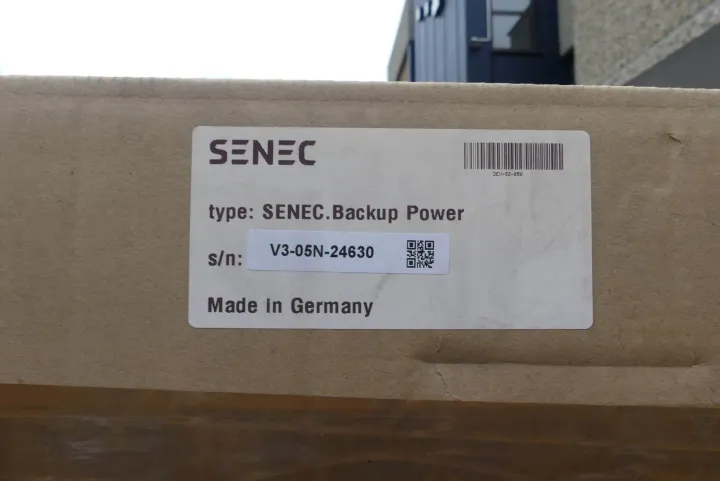 SENEC
type: SENEC.Backup Power
s/n: V3-05N-24630
Made in Germany